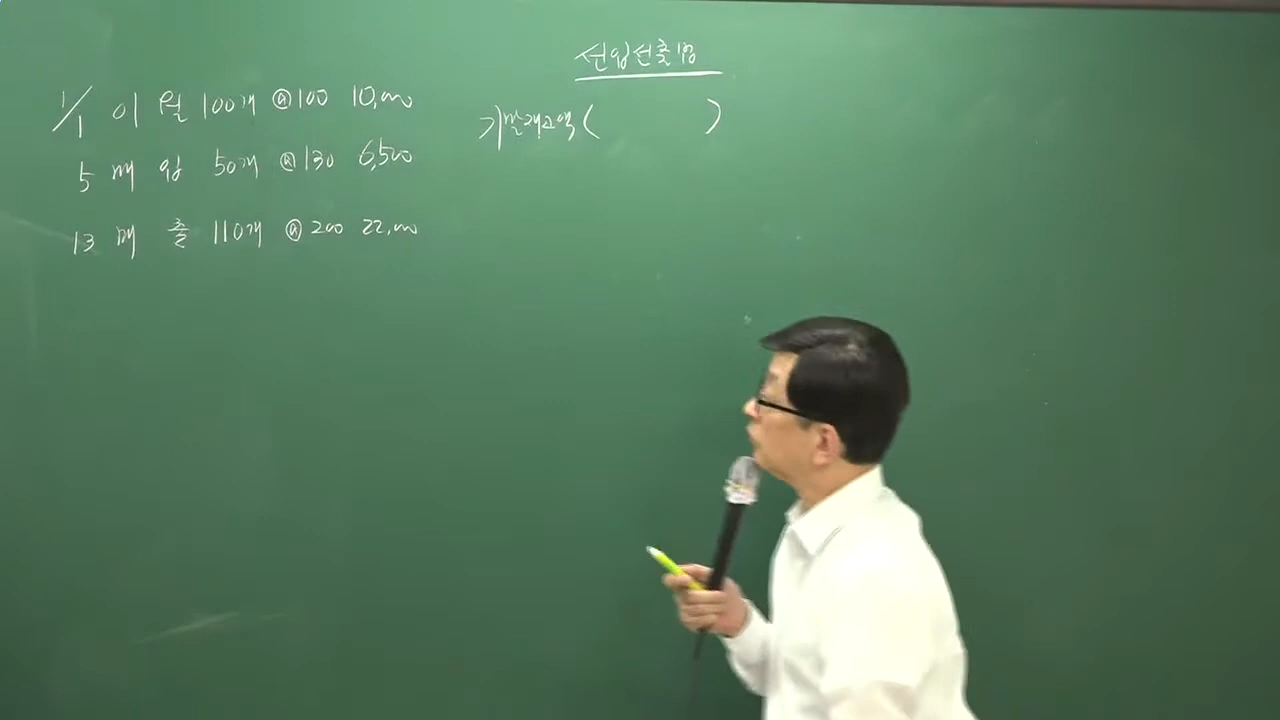 선입선출법
1/1 이 월 100개 @100 10,000
기말재고액( )
5 매 입 50개 @130 6,500
13 매 출 110개 @200 22,000